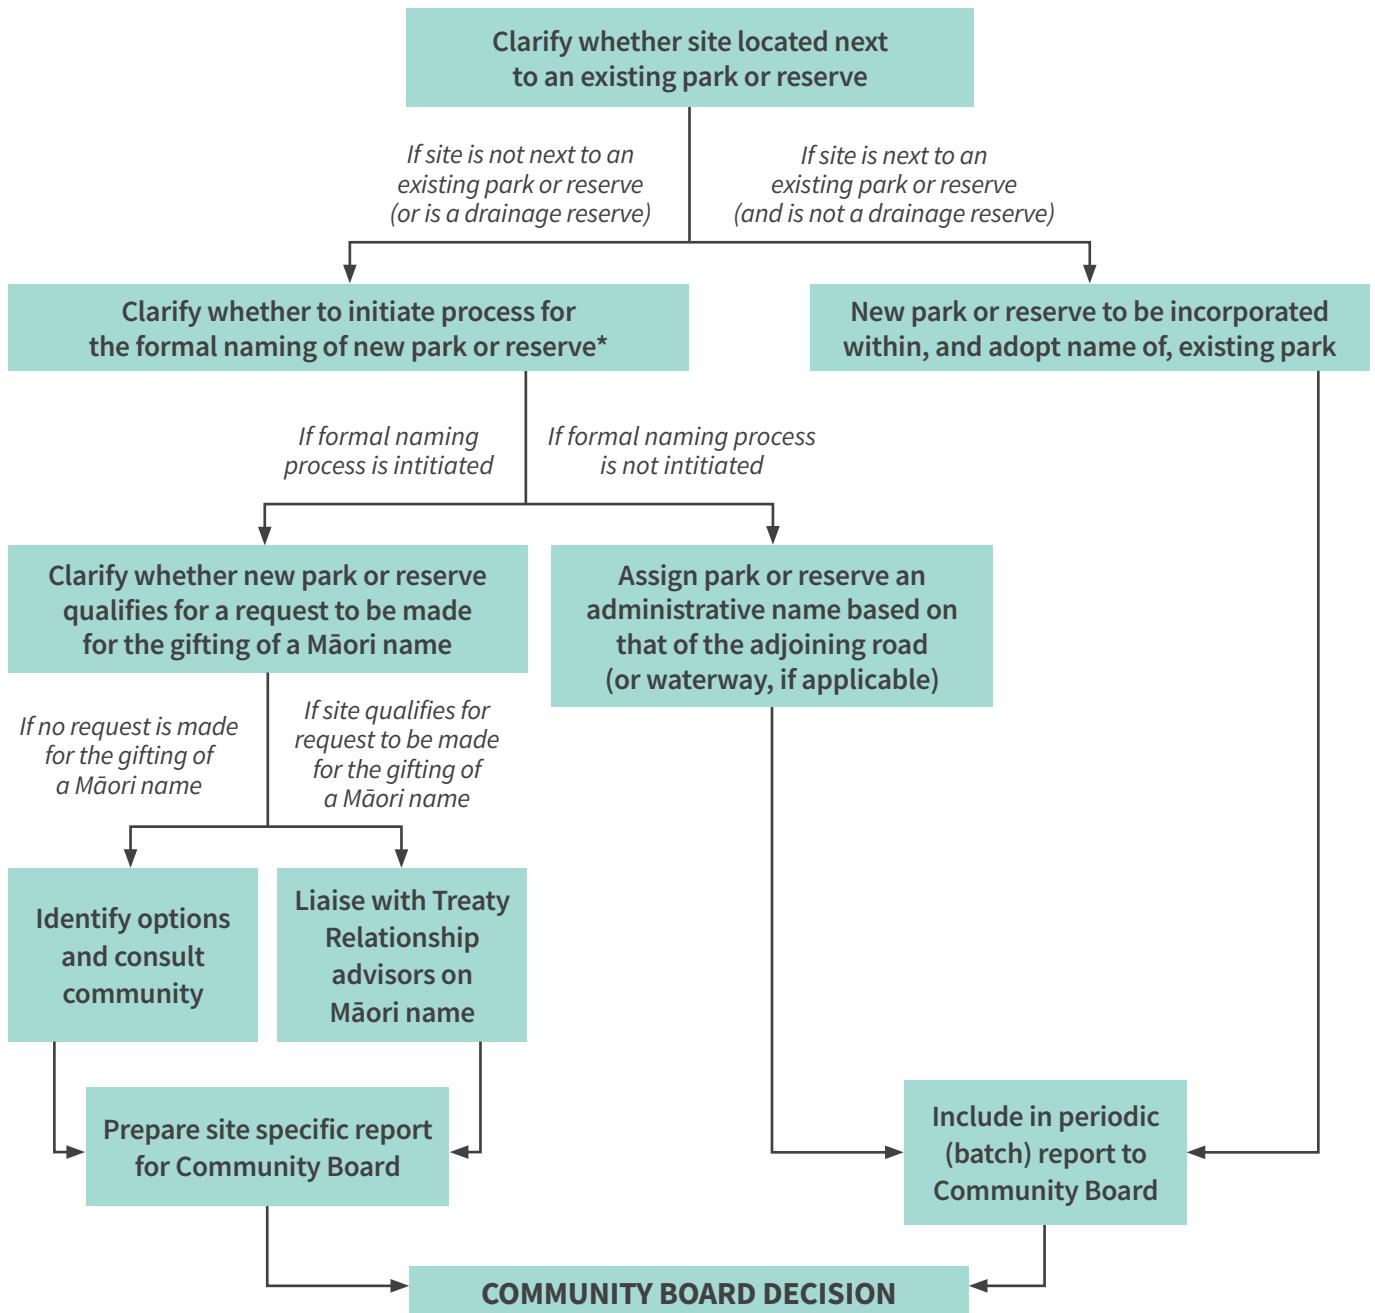 Clarify whether site located next
to an existing park or reserve
If site is not next to an
existing park or reserve
(or is a drainage reserve)
If site is next to an
existing park or reserve
(and is not a drainage reserve)
Clarify whether to initiate process for
the formal naming of new park or reserve*
New park or reserve to be incorporated
within, and adopt name of, existing park
If formal naming
process is intitiated
If formal naming process
is not intitiated
Clarify whether new park or reserve
qualifies for a request to be made
for the gifting of a Māori name
Assign park or reserve an
administrative name based on
that of the adjoining road
(or waterway, if applicable)
If no request is made
for the gifting of
a Māori name
If site qualifies for
request to be made
for the gifting of
a Māori name
Identify options
and consult
community
Liaise with Treaty
Relationship
advisors on
Māori name
Prepare site specific report
for Community Board
Include in periodic
(batch) report to
Community Board
COMMUNITY BOARD DECISION